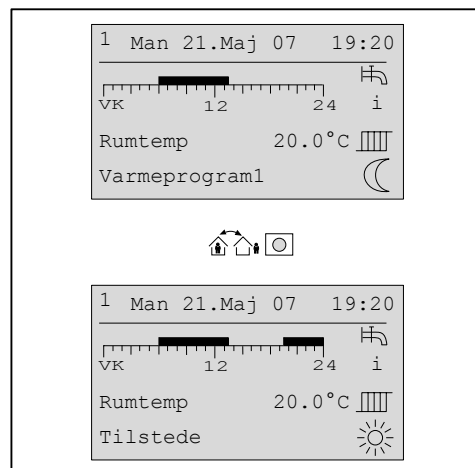 1 Man 21.Maj 07 19:20
VK 12 24 i
Rumtemp 20.0°C
Varmeprogram1
1 Man 21.Maj 07 19:20
VK 12 24 i
Rumtemp 20.0°C
Tilstede